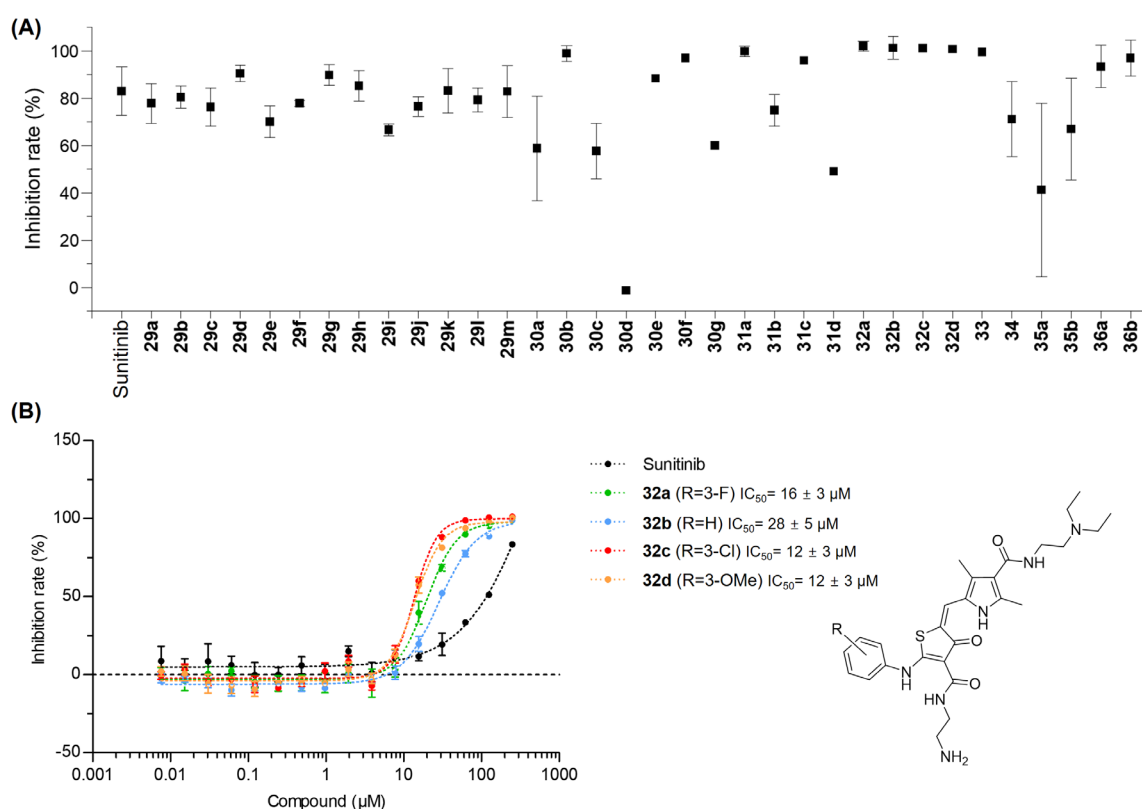 (A)
Inhibition rate (%)
100
80
60
40
20
0
Sunitinib
29a
29b
29c
29d
29e
29f
29g
29h
29i
29j
29k
29l
29m
30a
30b
30c
30d
30e
30f
30g
31a
31b
31c
31d
32a
32b
32c
32d
33
34
35a
35b
36a
36b
(B)
Inhibition rate (%)
150
100
50
0
-50
0.001
0.01
0.1
1
10
100
1000
Compound (µM)
Sunitinib
32a (R=3-F) IC50= 16 ± 3 µM
32b (R=H) IC50= 28 ± 5 µM
32c (R=3-Cl) IC50= 12 ± 3 µM
32d (R=3-OMe) IC50= 12 ± 3 µM
N
O
N
H
N
H
S
O
R
N
H
O
NH
NH2